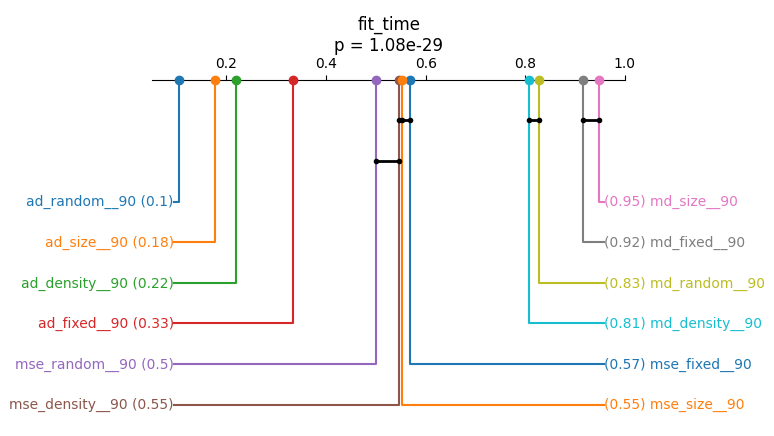 fit_time
p = 1.08e-29
0.2 0.4 0.6 0.8 1.0
ad_random__90 (0.1) (0.95) md_size__90
ad_size__90 (0.18) (0.92) md_fixed__90
ad_density__90 (0.22) (0.83) md_random__90
ad_fixed__90 (0.33) (0.81) md_density__90
mse_random__90 (0.5) (0.57) mse_fixed__90
mse_density__90 (0.55) (0.55) mse_size__90